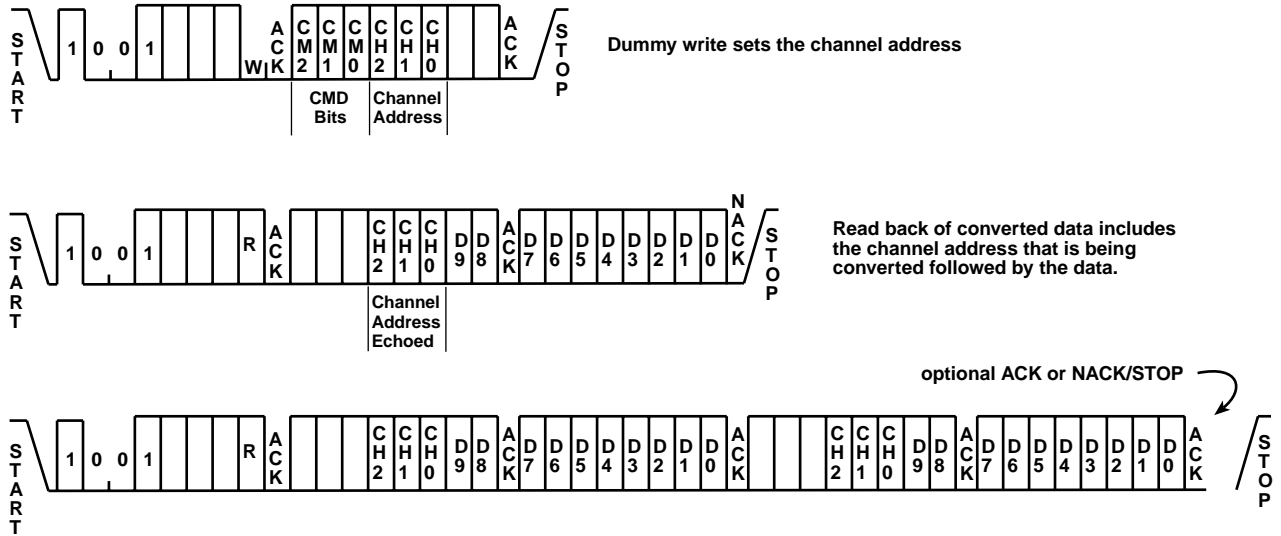 START 1 0 0 1 W ACK CM2 CM1 CM0 CH2 CH1 CH0 ACK STOP
Dummy write sets the channel address
CMD Bits
Channel Address
START 1 0 0 1 R ACK CH2 CH1 CH0 D9 D8 ACK D7 D6 D5 D4 D3 D2 D1 D0 NACK STOP
Read back of converted data includes
the channel address that is being
converted followed by the data.
Channel
Address
Echoed
optional ACK or NACK/STOP
START 1 0 0 1 R ACK CH2 CH1 CH0 D9 D8 ACK D7 D6 D5 D4 D3 D2 D1 D0 ACK CH2 CH1 CH0 D9 D8 ACK D7 D6 D5 D4 D3 D2 D1 D0 ACK STOP